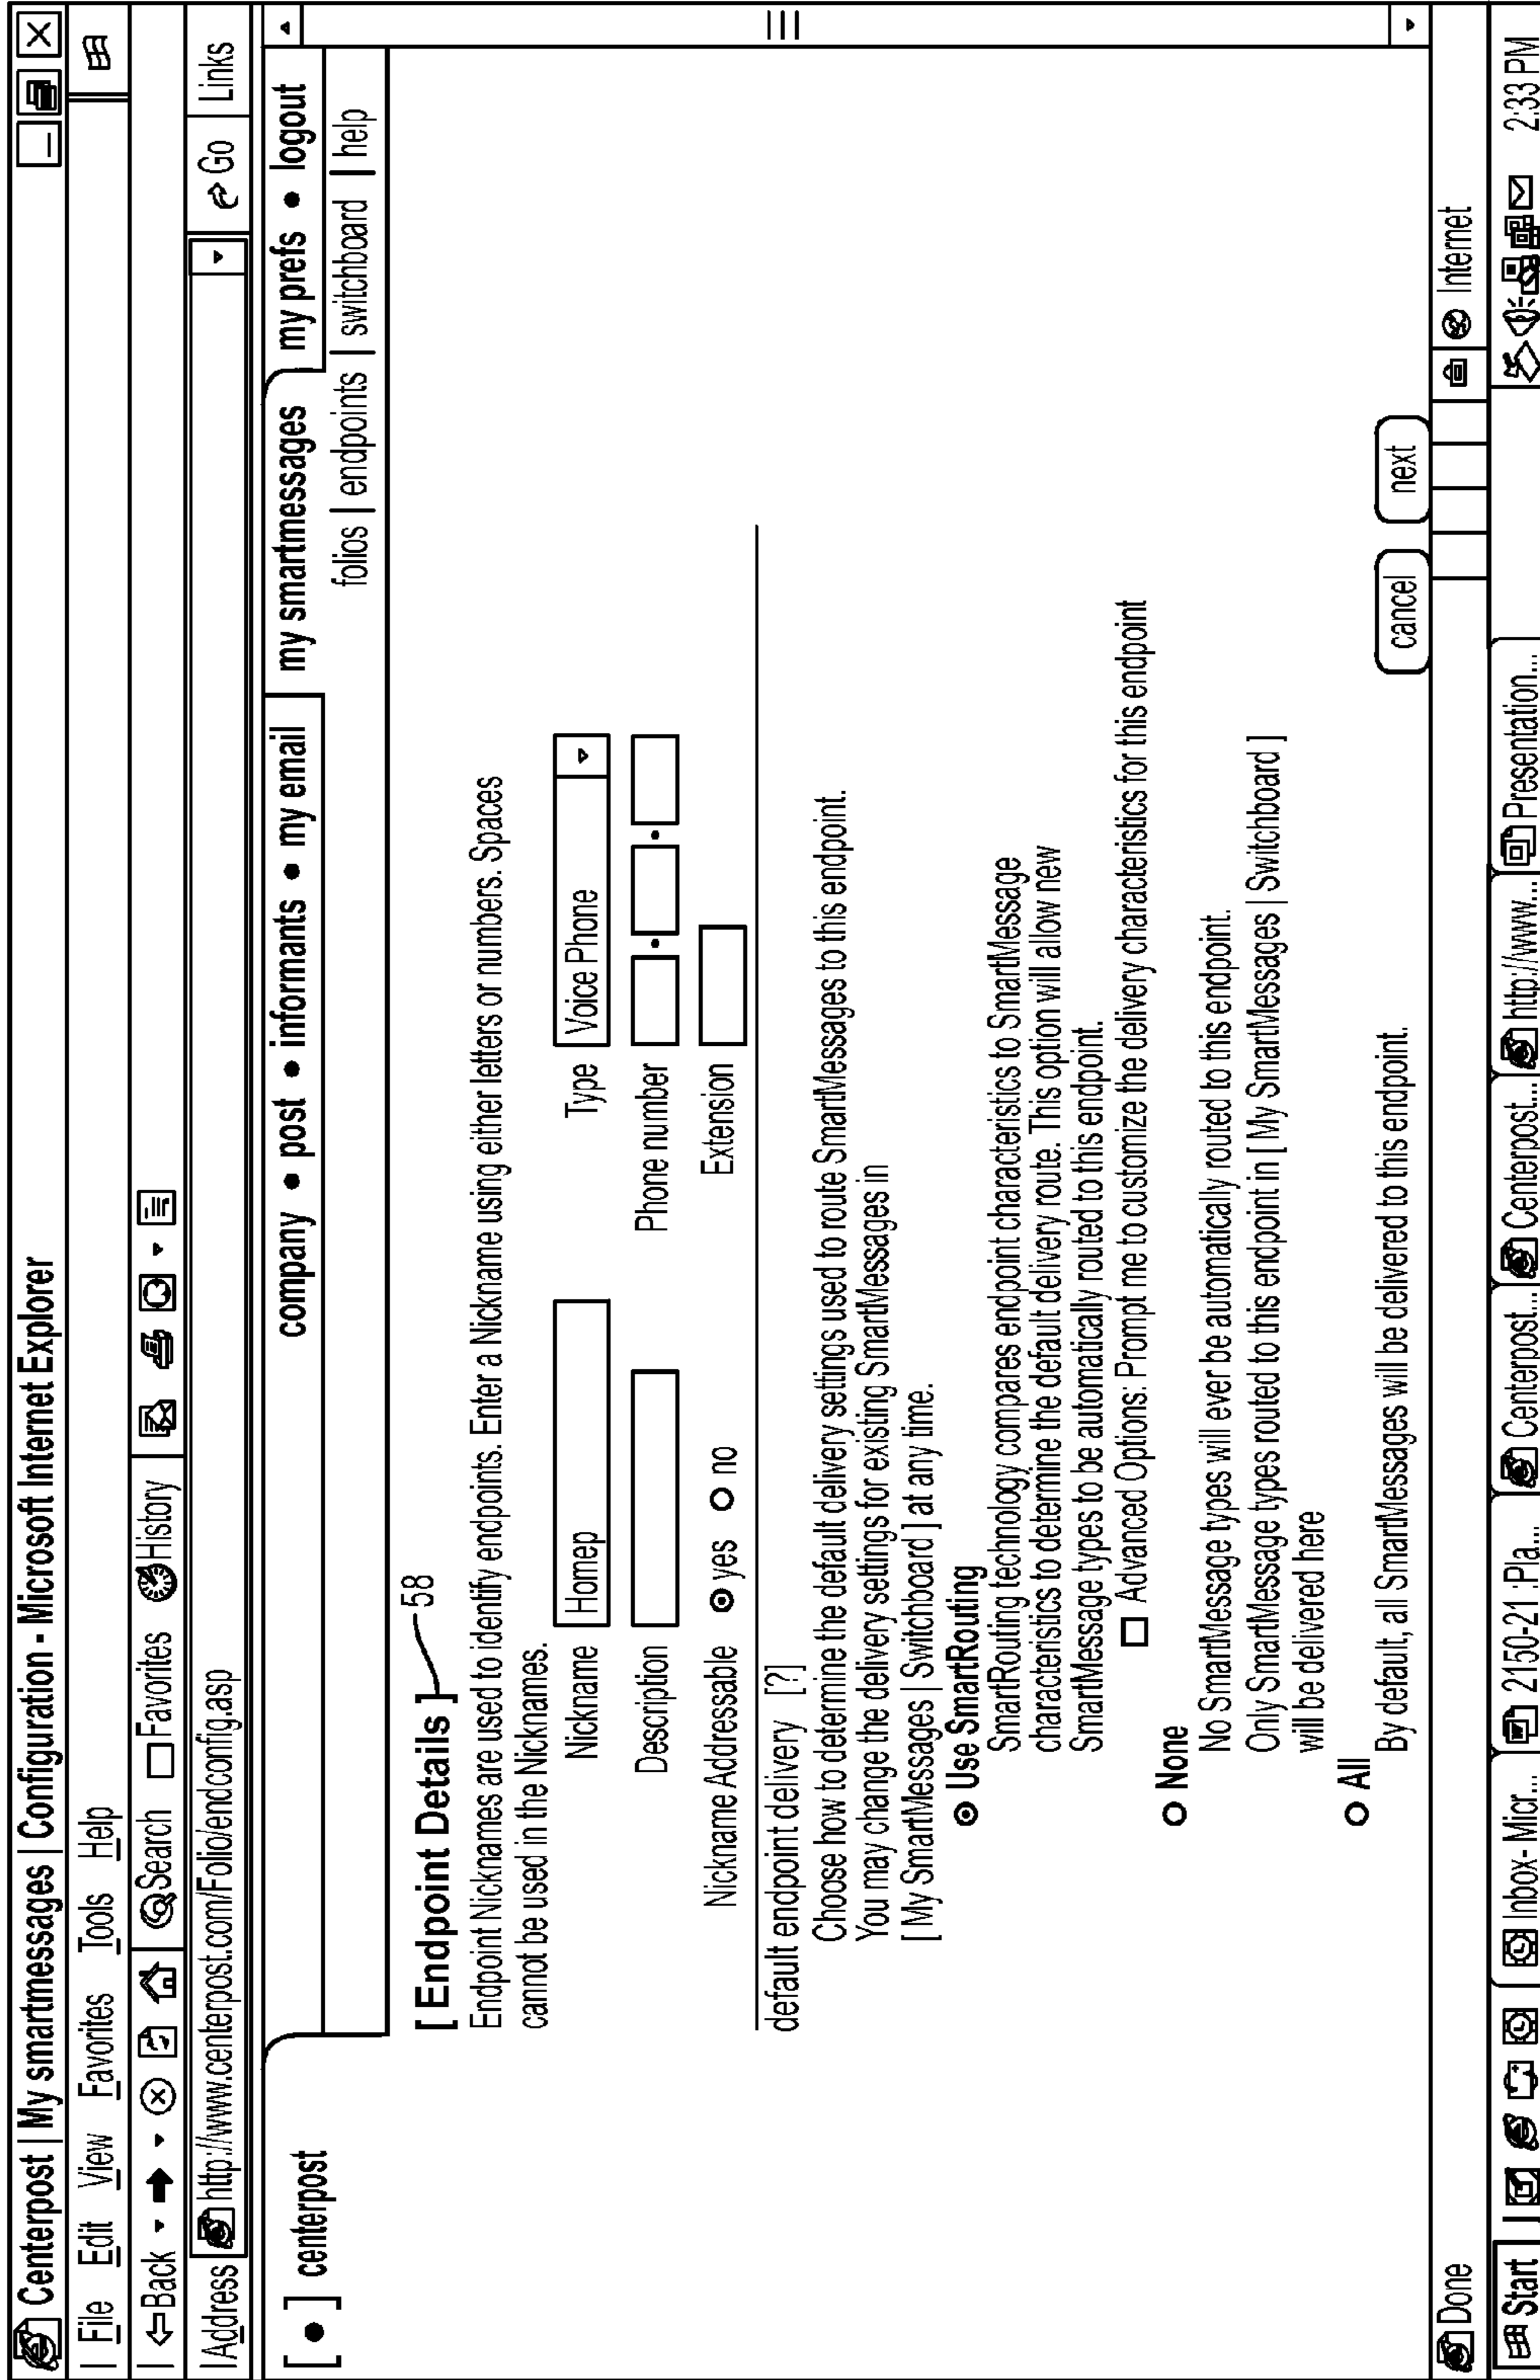 Centerpost | My smartmessages | Configuration - Microsoft Internet Explorer
File Edit View Favorites Tools Help
Back Search Favorites History
Address http://www.centerpost.com/Folio/endconfig.asp Go Links
[ • ] centerpost
company • post • informants • my email my smartmessages my prefs • logout
folios | endpoints | switchboard | help
[ Endpoint Details ] 58
Endpoint Nicknames are used to identify endpoints. Enter a Nickname using either letters or numbers. Spaces
cannot be used in the Nicknames.
Nickname Homep Type Voice Phone
Description Phone number
Nickname Addressable yes no Extension
default endpoint delivery [?]
Choose how to determine the default delivery settings used to route SmartMessages to this endpoint.
You may change the delivery settings for existing SmartMessages in
[ My SmartMessages | Switchboard ] at any time.
Use SmartRouting
SmartRouting technology compares endpoint characteristics to SmartMessage
characteristics to determine the default delivery route. This option will allow new
SmartMessage types to be automatically routed to this endpoint.
Advanced Options: Prompt me to customize the delivery characteristics for this endpoint
None
No SmartMessage types will ever be automatically routed to this endpoint.
Only SmartMessage types routed to this endpoint in [ My SmartMessages | Switchboard ]
will be delivered here
All
By default, all SmartMessages will be delivered to this endpoint.
cancel next
Done Internet
Start Inbox- Micr... 2150-21 :Pla... Centerpost... Centerpost... http://www... Presentation... 2:33 PM